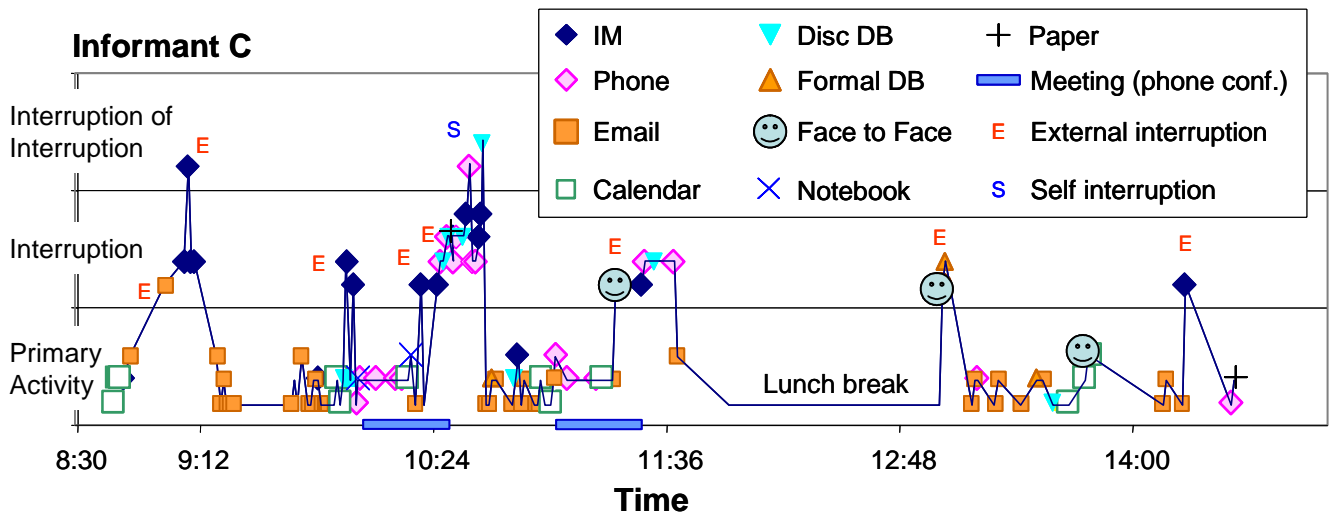 Informant C
IM
Disc DB
Paper
Phone
Formal DB
Meeting (phone conf.)
Email
Face to Face
E External interruption
Calendar
Notebook
S Self interruption
Interruption of
Interruption
E
S
Interruption
E
E
E
E
E
E
E
Primary
Activity
Lunch break
8:30
9:12
10:24
11:36
12:48
14:00
Time